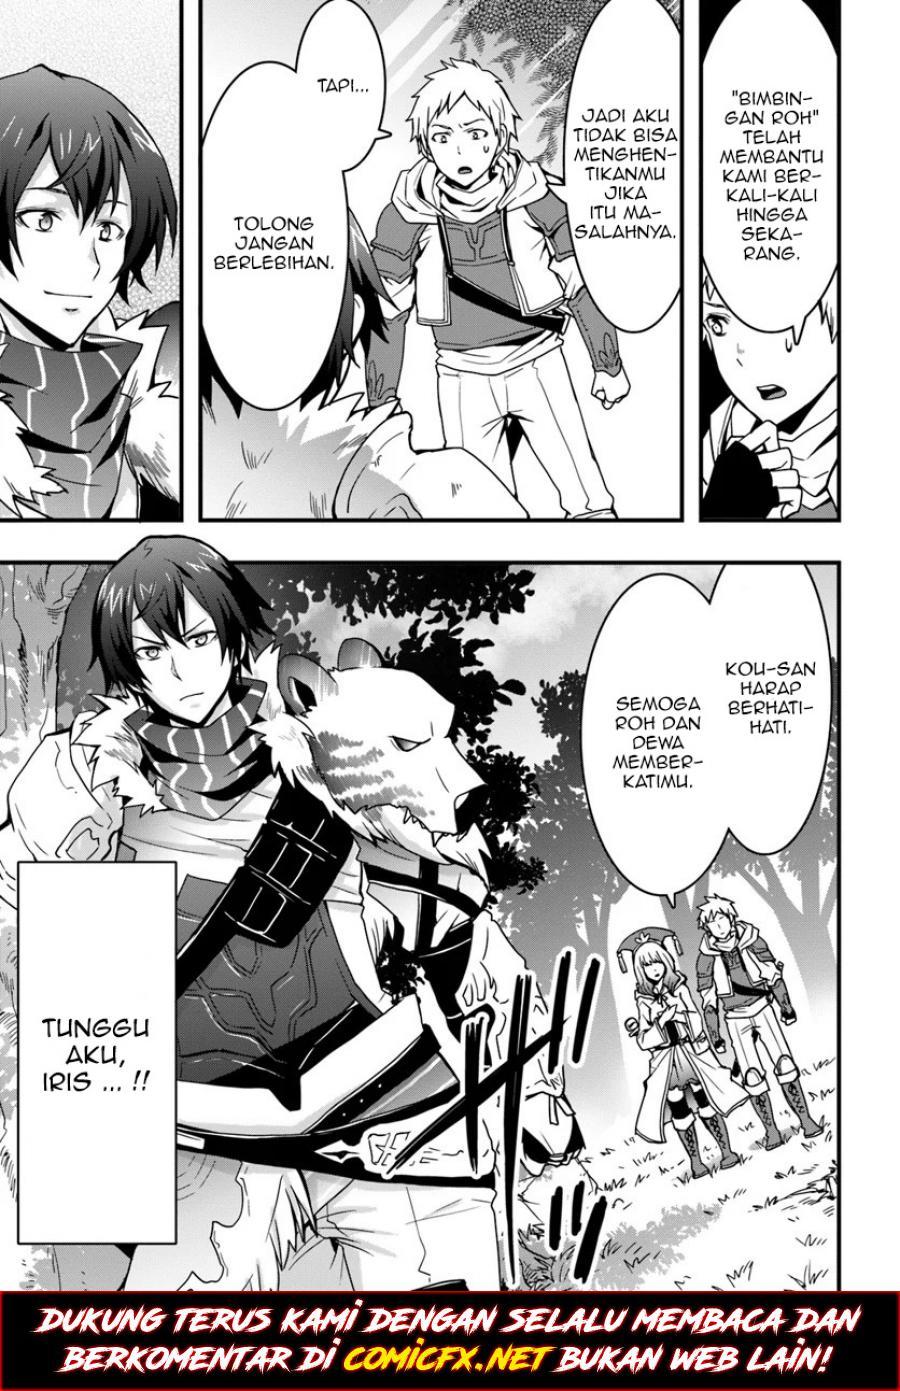 "BIMBIN-
GAN ROH"
TELAH
MEMBANTU
KAMI BER-
KALI-KALI
HINGGA
SEKA-
RANG.
JADI AKU
TIDAK BISA
MENGHEN-
TIKANMU
JIKA
ITU MA-
SALAHNYA.
TAPI...
TOLONG
JANGAN
BERLEBIHAN.
KOU-SAN
HARAP
BERHATI-
HATI.
SEMOGA
ROH DAN
DEWA
MEMBER-
KATIMU.
ザッ
TUNGGU
AKU,
IRIS ... !!
DUKUNG TERUS KAMI DENGAN SELALU MEMBACA DAN
BERKOMENTAR DI COMICFX.NET BUKAN WEB LAIN!